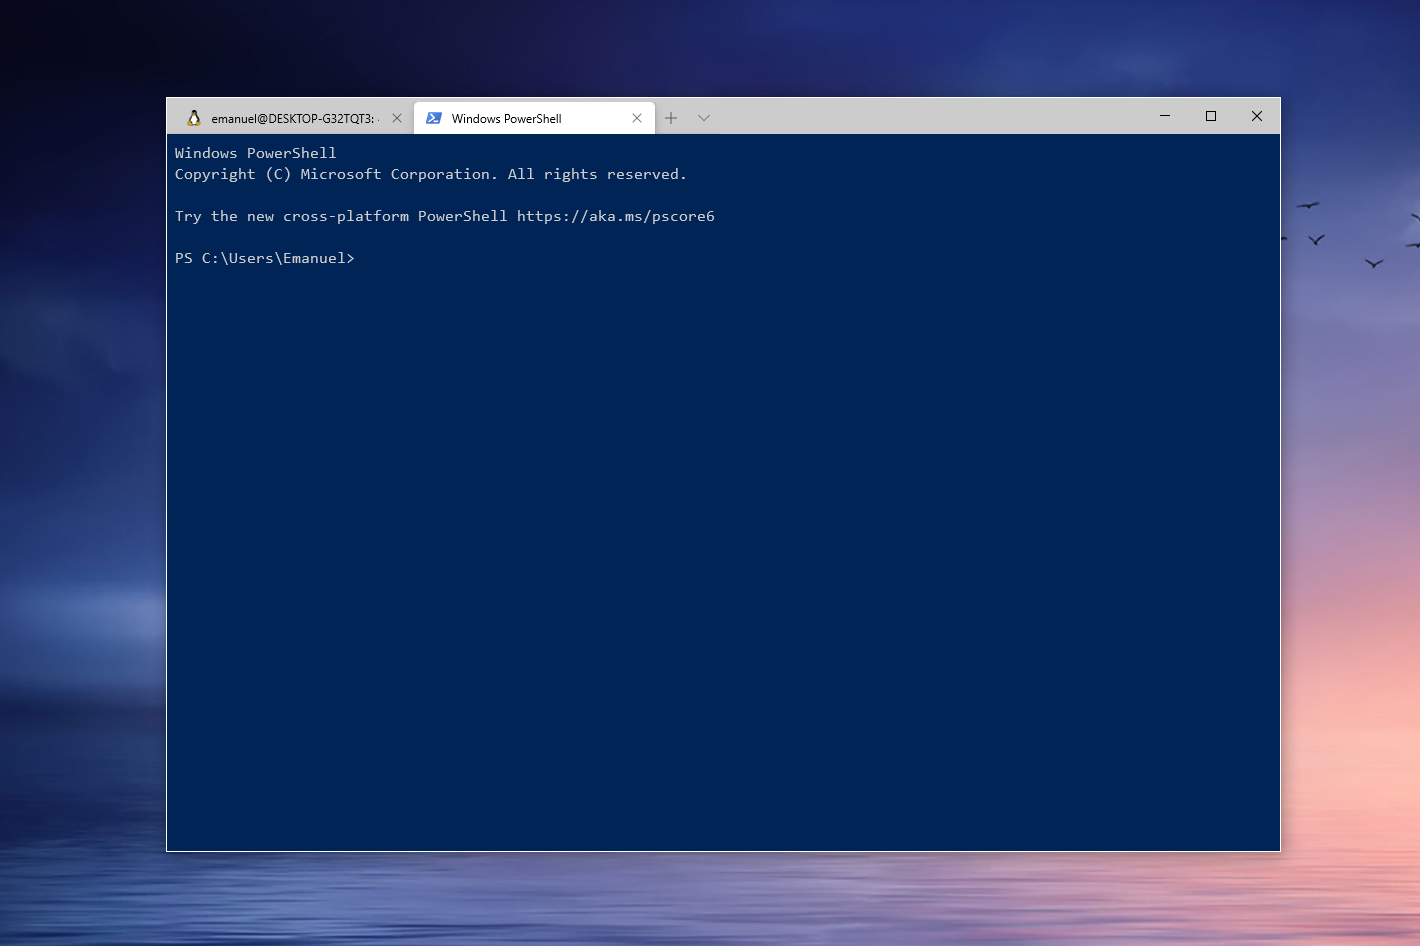 emanuel@DESKTOP-G32TQT3:
Windows PowerShell
Windows PowerShell
Copyright (C) Microsoft Corporation. All rights reserved.
Try the new cross-platform PowerShell https://aka.ms/pscore6
PS C:\Users\Emanuel>